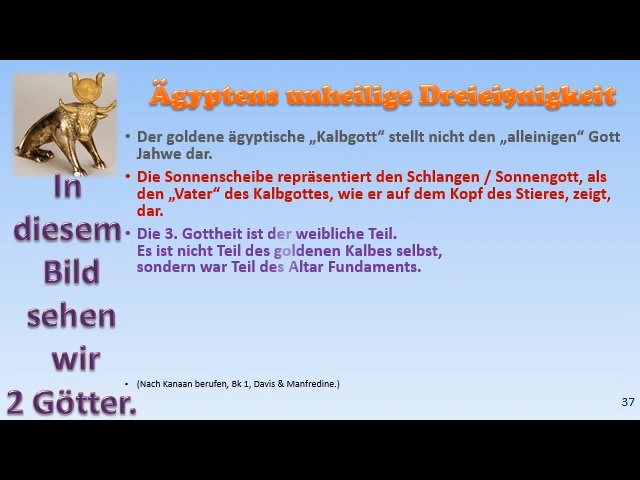 Ägyptens unheilige Dreiei9nigkeit
In
diesem
Bild
sehen
wir
2 Götter.
• Der goldene ägyptische „Kalbgott“ stellt nicht den „alleinigen“ Gott
Jahwe dar.
• Die Sonnenscheibe repräsentiert den Schlangen / Sonnengott, als
den „Vater“ des Kalbgottes, wie er auf dem Kopf des Stieres, zeigt,
dar.
• Die 3. Gottheit ist der weibliche Teil.
Es ist nicht Teil des goldenen Kalbes selbst,
sondern war Teil des Altar Fundaments.
• (Nach Kanaan berufen, Bk 1, Davis & Manfredine.)
37